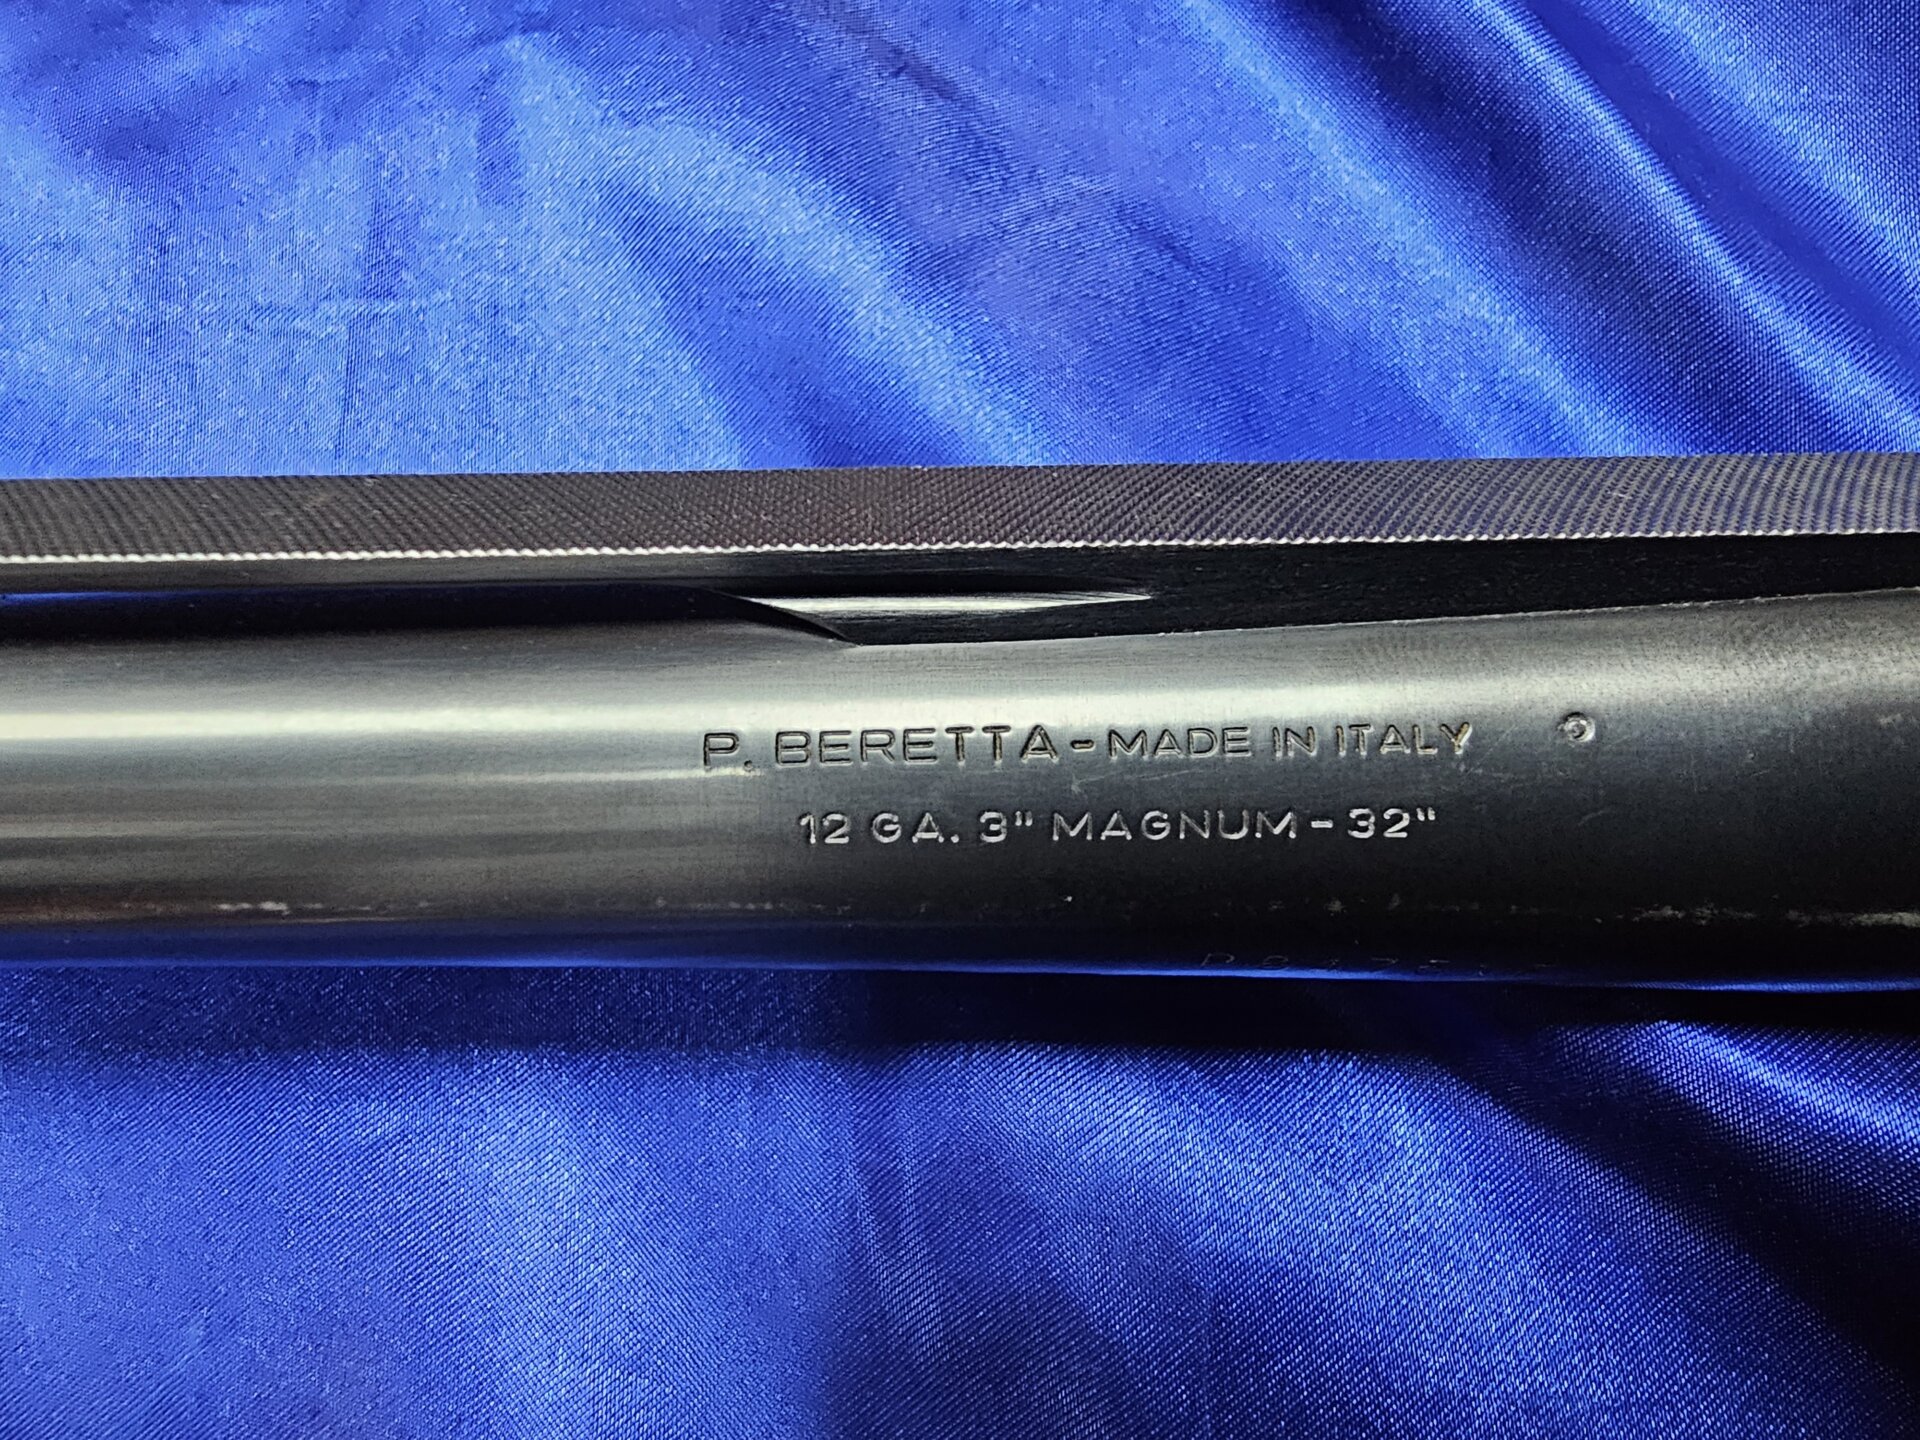 P. BERETTA - MADE IN ITALY
12 GA. 3" MAGNUM - 32"